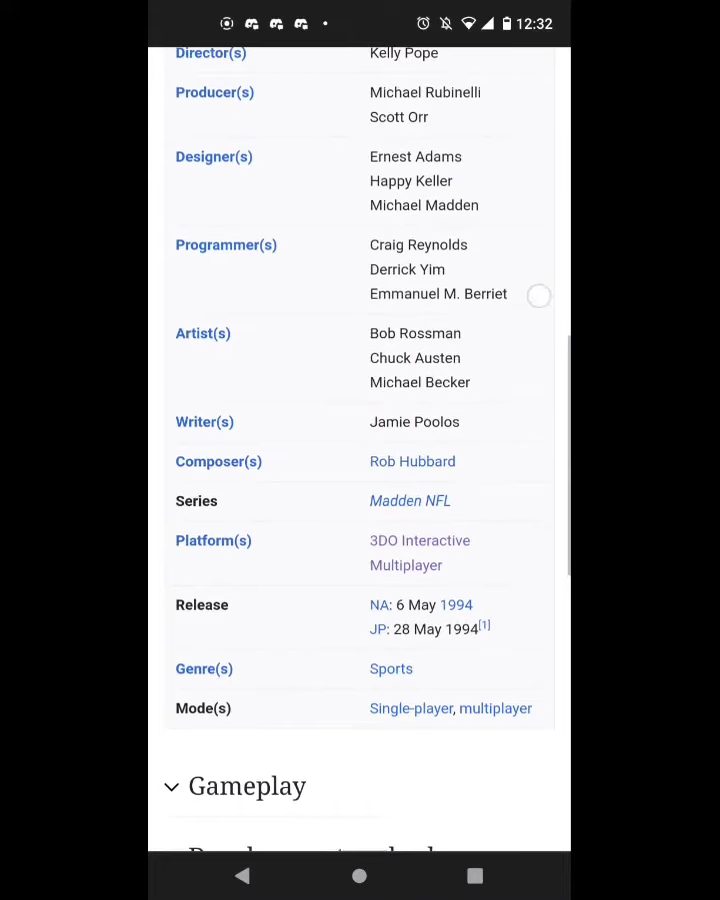 12:32
Director(s) Kelly Pope
Producer(s) Michael Rubinelli
Scott Orr
Designer(s) Ernest Adams
Happy Keller
Michael Madden
Programmer(s) Craig Reynolds
Derrick Yim
Emmanuel M. Berriet
Artist(s) Bob Rossman
Chuck Austen
Michael Becker
Writer(s) Jamie Poolos
Composer(s) Rob Hubbard
Series Madden NFL
Platform(s) 3DO Interactive
Multiplayer
Release NA: 6 May 1994
JP: 28 May 1994[1]
Genre(s) Sports
Mode(s) Single-player, multiplayer
Gameplay